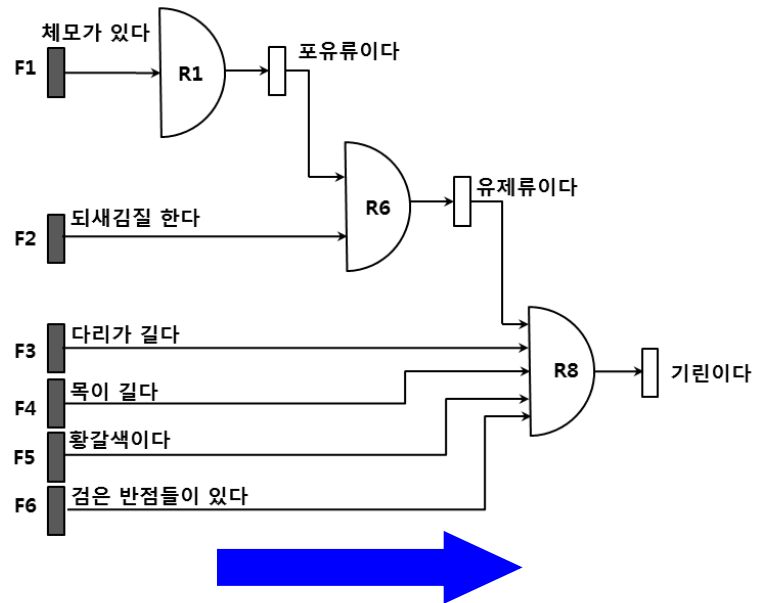 체모가 있다
F1
R1
포유류이다
R6
유제류이다
되새김질 한다
F2
다리가 길다
F3
R8
기린이다
목이 길다
F4
황갈색이다
F5
검은 반점들이 있다
F6